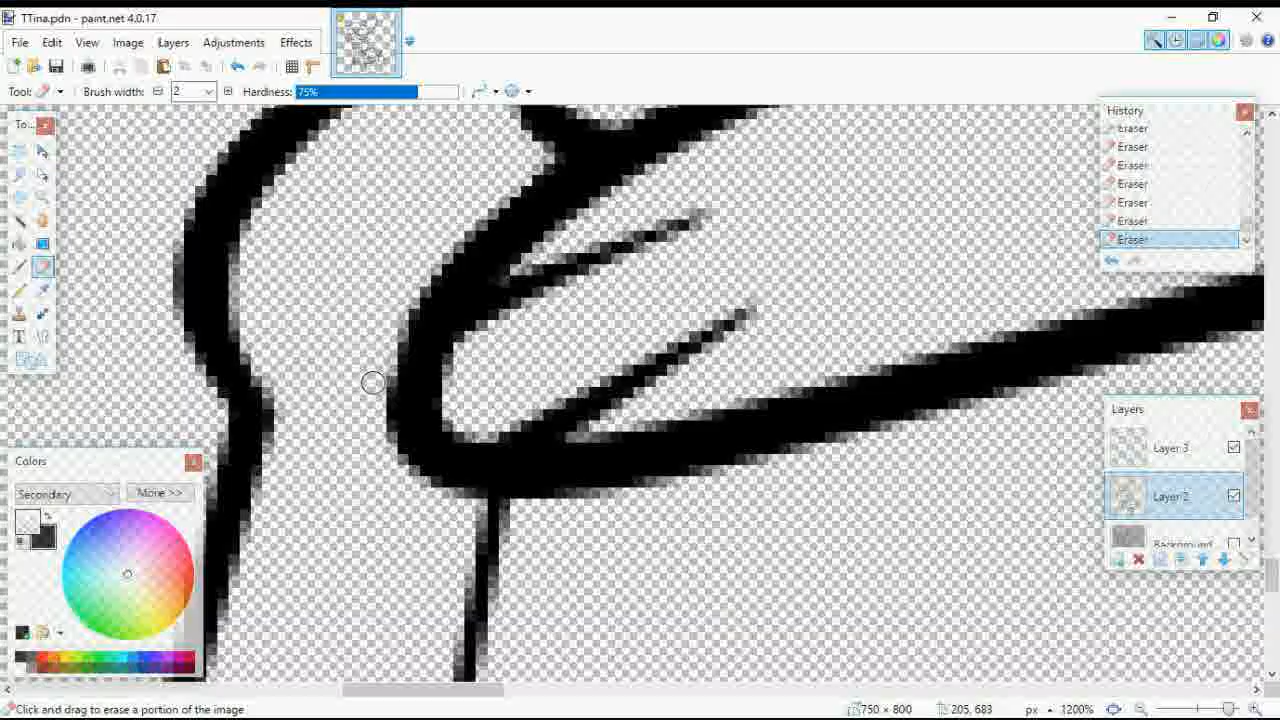 TTina.pdn - paint.net 4.0.17
File Edit View Image Layers Adjustments Effects
Tool: Brush width: 2 Hardness: 75%
To...
History
Eraser
Eraser
Eraser
Eraser
Eraser
Eraser
Eraser
Layers
Layer 3
Layer 2
Background
Colors
Secondary More >>
Click and drag to erase a portion of the image 750 × 800 205, 683 px 1200%